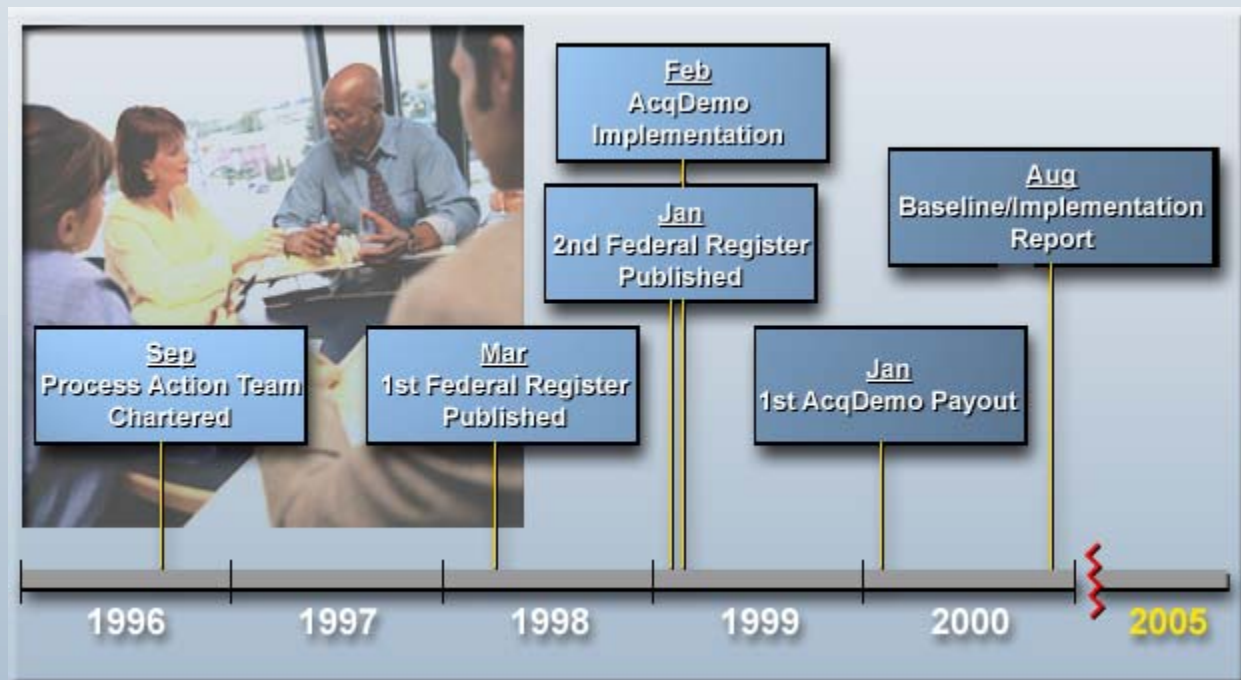 Feb
AcqDemo
Implementation
Aug
Baseline/Implementation
Report
Jan
2nd Federal Register
Published
Sep
Process Action Team
Chartered
Mar
1st Federal Register
Published
Jan
1st AcqDemo Payout
1996
1997
1998
1999
2000
2005